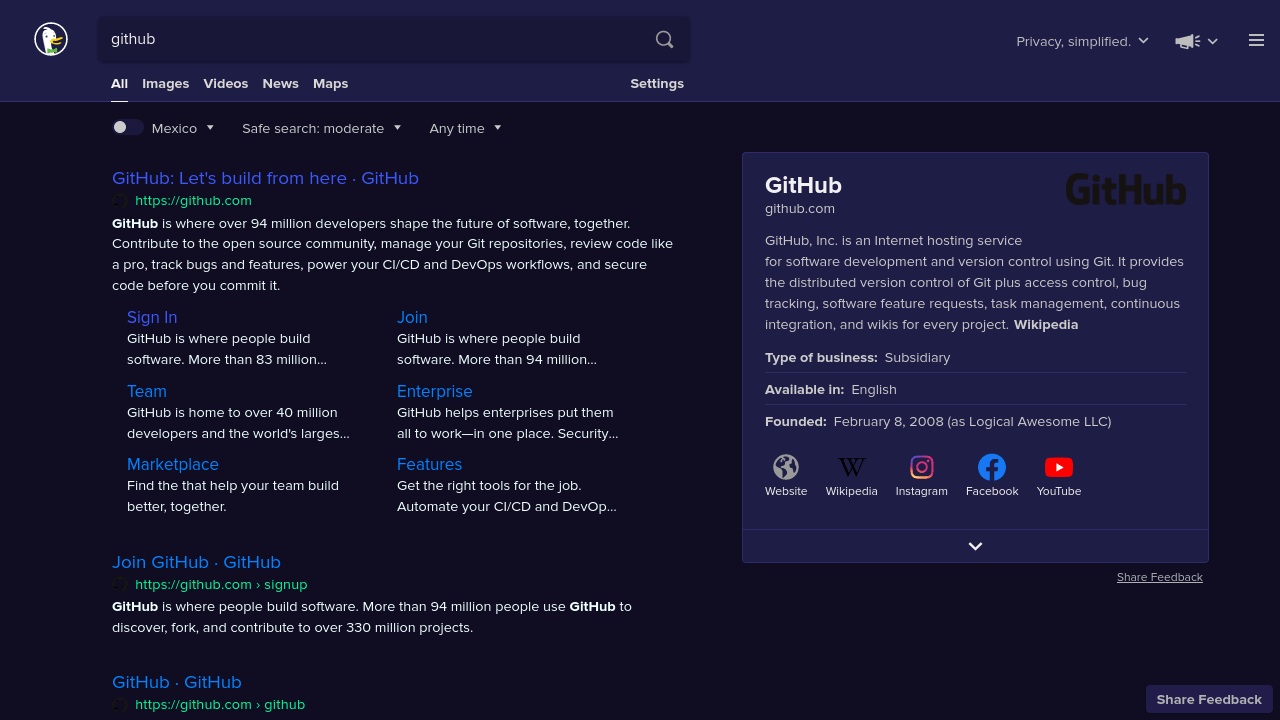 github
Privacy, simplified.
All Images Videos News Maps Settings
Mexico Safe search: moderate Any time
GitHub: Let's build from here · GitHub
https://github.com
GitHub is where over 94 million developers shape the future of software, together.
Contribute to the open source community, manage your Git repositories, review code like
a pro, track bugs and features, power your CI/CD and DevOps workflows, and secure
code before you commit it.
Sign In
GitHub is where people build
software. More than 83 million...
Join
GitHub is where people build
software. More than 94 million...
Team
GitHub is home to over 40 million
developers and the world's larges...
Enterprise
GitHub helps enterprises put them
all to work—in one place. Security...
Marketplace
Find the that help your team build
better, together.
Features
Get the right tools for the job.
Automate your CI/CD and DevOp...
Join GitHub · GitHub
https://github.com › signup
GitHub is where people build software. More than 94 million people use GitHub to
discover, fork, and contribute to over 330 million projects.
GitHub · GitHub
https://github.com › github
GitHub
GitHub
github.com
GitHub, Inc. is an Internet hosting service
for software development and version control using Git. It provides
the distributed version control of Git plus access control, bug
tracking, software feature requests, task management, continuous
integration, and wikis for every project. Wikipedia
Type of business: Subsidiary
Available in: English
Founded: February 8, 2008 (as Logical Awesome LLC)
W
Website Wikipedia Instagram Facebook YouTube
Share Feedback
Share Feedback